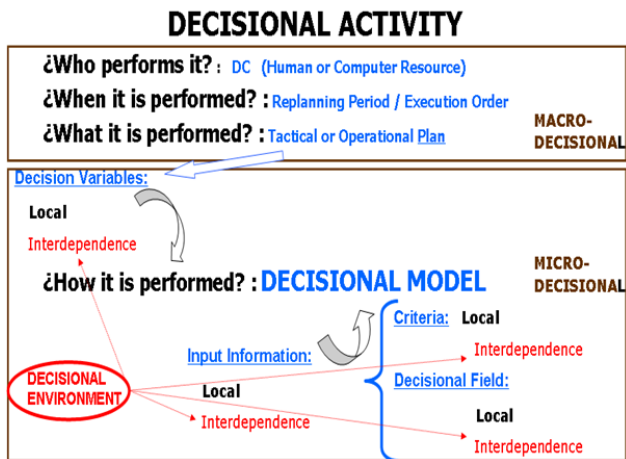 DECISIONAL ACTIVITY
¿Who performs it? : DC (Human or Computer Resource)
¿When it is performed? : Replanning Period / Execution Order
¿What it is performed? : Tactical or Operational Plan
MACRO-
DECISIONAL
Decision Variables:
Local
Interdependence
¿How it is performed? : DECISIONAL MODEL
MICRO-
DECISIONAL
Criteria: Local
Interdependence
Input Information:
Local
Interdependence
Decisional Field:
Local
Interdependence
DECISIONAL
ENVIRONMENT